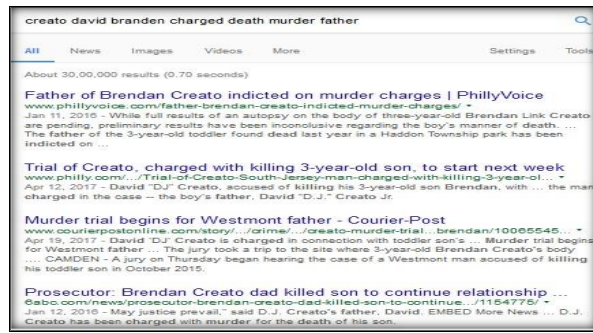 creato david branden charged death murder father
All News Images Videos More Settings Tools
About 30,00,000 results (0.70 seconds)
Father of Brendan Creato indicted on murder charges | PhillyVoice
www.phillyvoice.com/father-brendan-creato-indicted-murder-charges/
Jan 11, 2016 - While full results of an autopsy on the body of three-year-old Brendan Link Creato
are pending, preliminary results have been inconclusive regarding the boy's manner of death. ...
The father of the 3-year-old toddler found dead last year in a Haddon Township park has been
indicted on ...
Trial of Creato, charged with killing 3-year-old son, to start next week
www.philly.com/.../Trial-of-Creato-South-Jersey-man-charged-with-killing-3-year-ol...
Apr 12, 2017 - David "DJ" Creato, accused of killing his 3-year-old son Brendan, with ... the man
charged in the case -- the boy's father, David "D.J." Creato Jr.
Murder trial begins for Westmont father - Courier-Post
www.courierpostonline.com/story/.../crime/.../creato-murder-trial...brendan/10065545...
Apr 19, 2017 - David "DJ" Creato is charged in connection with toddler son's ... Murder trial begins
for Westmont father ... The jury took a trip to the site where 3-year-old Brendan Creato's body
.... CAMDEN - A jury on Thursday began hearing the case of a Westmont man accused of killing
his toddler son in October 2015.
Prosecutor: Brendan Creato dad killed son to continue relationship ...
6abc.com/news/prosecutor-brendan-creato-dad-killed-son-to-continue.../1154775/
Jan 12, 2016 - May justice prevail," said D.J. Creato's father, David. EMBED More News ... D.J.
Creato has been charged with murder for the death of his son.